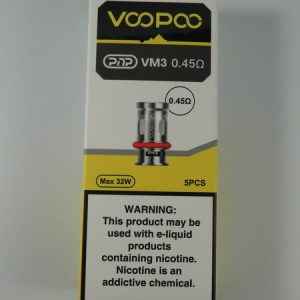 VOOPOO
PnP VM3 0.45Ω
0.45Ω
Max 32W
5PCS
WARNING:
This product may be
used with e-liquid
products
containing nicotine.
Nicotine is an
addictive chemical.